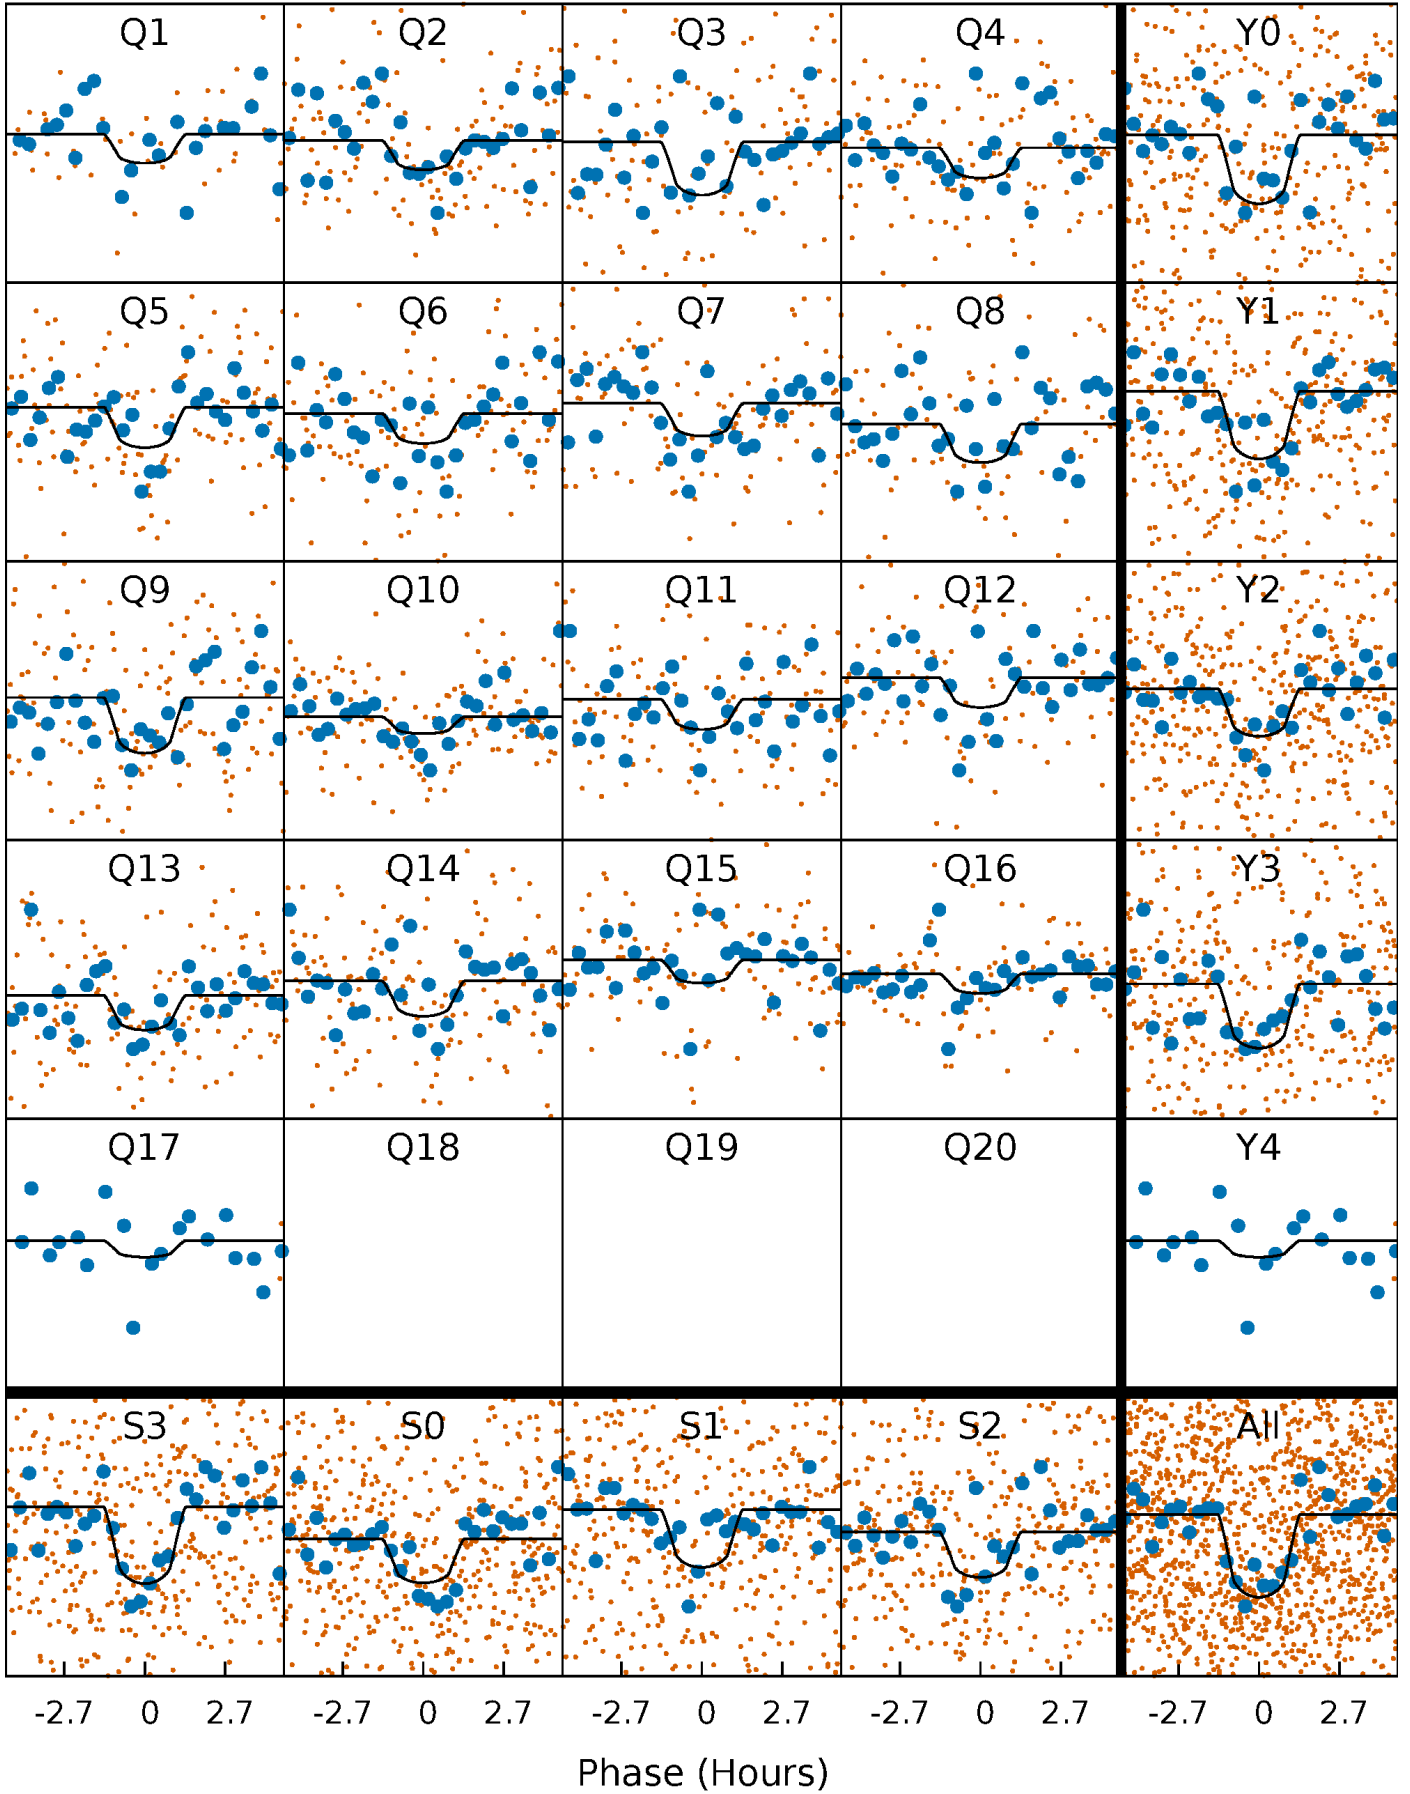 Q1 Q2 Q3 Q4 Y0
Q5 Q6 Q7 Q8 Y1
Q9 Q10 Q11 Q12 Y2
Q13 Q14 Q15 Q16 Y3
Q17 Q18 Q19 Q20 Y4
S3 S0 S1 S2 All
-2.7 0 2.7 -2.7 0 2.7 -2.7 0 2.7 -2.7 0 2.7 -2.7 0 2.7
Phase (Hours)